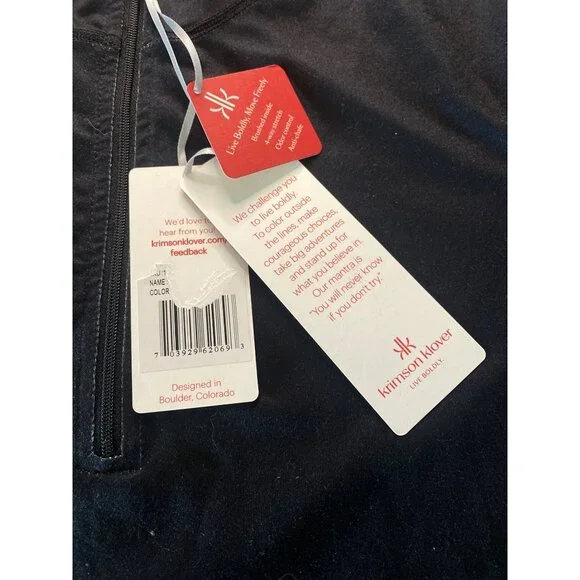 Live Boldly, Move Freely
Brushed inside
4-way stretch
Odor control
Anti-chafe
We challenge you
to live boldly.
To color outside
the lines, make
courageous choices,
take big adventures
and stand up for
what you believe in.
Our mantra is
"You will never know
if you don't try."
krimson klover
LIVE BOLDLY.
We'd love
hear from you
krimsonklover.com
feedback
NAME
COLOR
7 03929 62069 3
Designed in
Boulder, Colorado